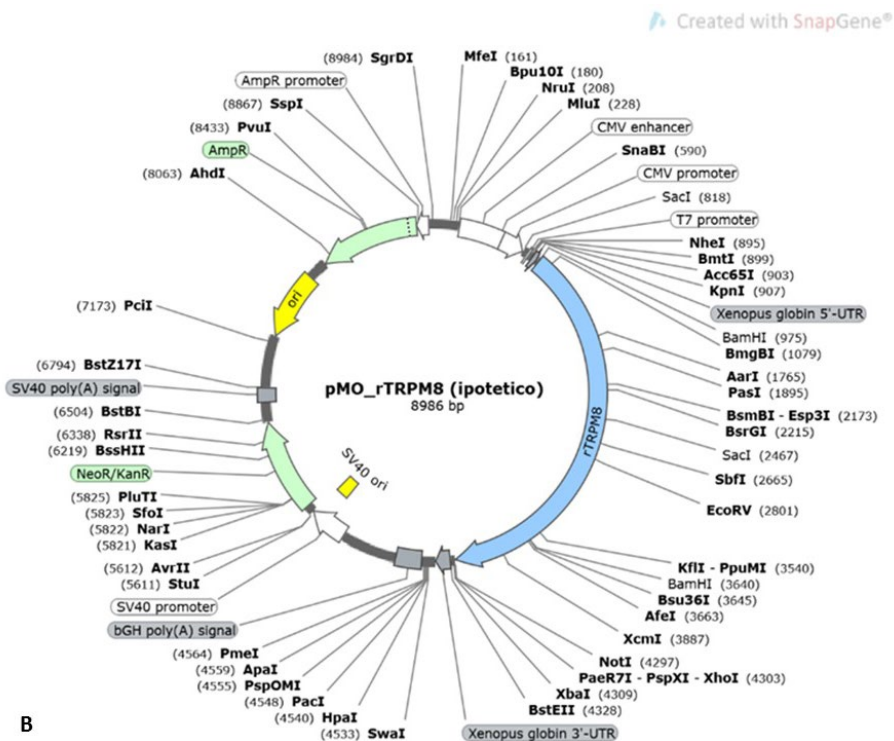 Created with SnapGene®
(8984) SgrDI
AmpR promoter
(8867) SspI
(8433) PvuI
AmpR
(8063) AhdI
MfeI (161)
Bpu10I (180)
NruI (208)
MluI (228)
CMV enhancer
SnaBI (590)
CMV promoter
SacI (818)
T7 promoter
NheI (895)
BmtI (899)
Acc65I (903)
KpnI (907)
Xenopus globin 5'-UTR
BamHI (975)
BmgBI (1079)
AarI (1765)
PasI (1895)
BsmBI - Esp3I (2173)
BsrGI (2215)
SacI (2467)
SbfI (2665)
EcoRV (2801)
ori
rTRPM8
pMO_rTRPM8 (ipotetico)
8986 bp
SV40 ori
(7173) PciI
(6794) BstZ17I
SV40 poly(A) signal
(6504) BstBI
(6338) RsrII
(6219) BssHII
NeoR/KanR
(5825) PluTI
(5823) SfoI
(5822) NarI
(5821) KasI
(5612) AvrII
(5611) StuI
SV40 promoter
bGH poly(A) signal
(4564) PmeI
(4559) ApaI
(4555) PspOMI
(4548) PacI
(4540) HpaI
(4533) SwaI
KflI - PpuMI (3540)
BamHI (3640)
Bsu36I (3645)
AfeI (3663)
XcmI (3887)
NotI (4297)
PaeR7I - PspXI - XhoI (4303)
XbaI (4309)
BstEII (4328)
Xenopus globin 3'-UTR
B